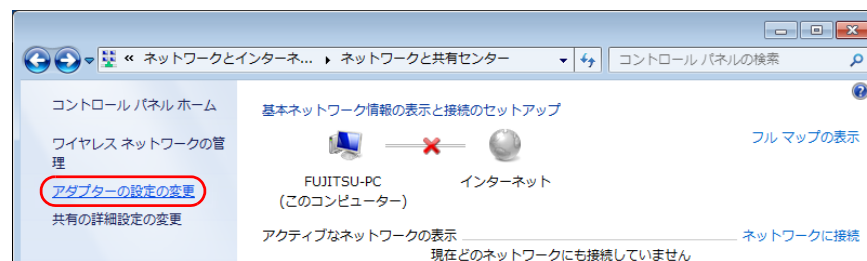 « ネットワークとインターネ... ▸ ネットワークと共有センター
コントロール パネルの検索
コントロール パネル ホーム
ワイヤレス ネットワークの管
理
アダプターの設定の変更
共有の詳細設定の変更
基本ネットワーク情報の表示と接続のセットアップ
フル マップの表示
FUJITSU-PC
(このコンピューター)
インターネット
アクティブなネットワークの表示
ネットワークに接続
現在どのネットワークにも接続していません